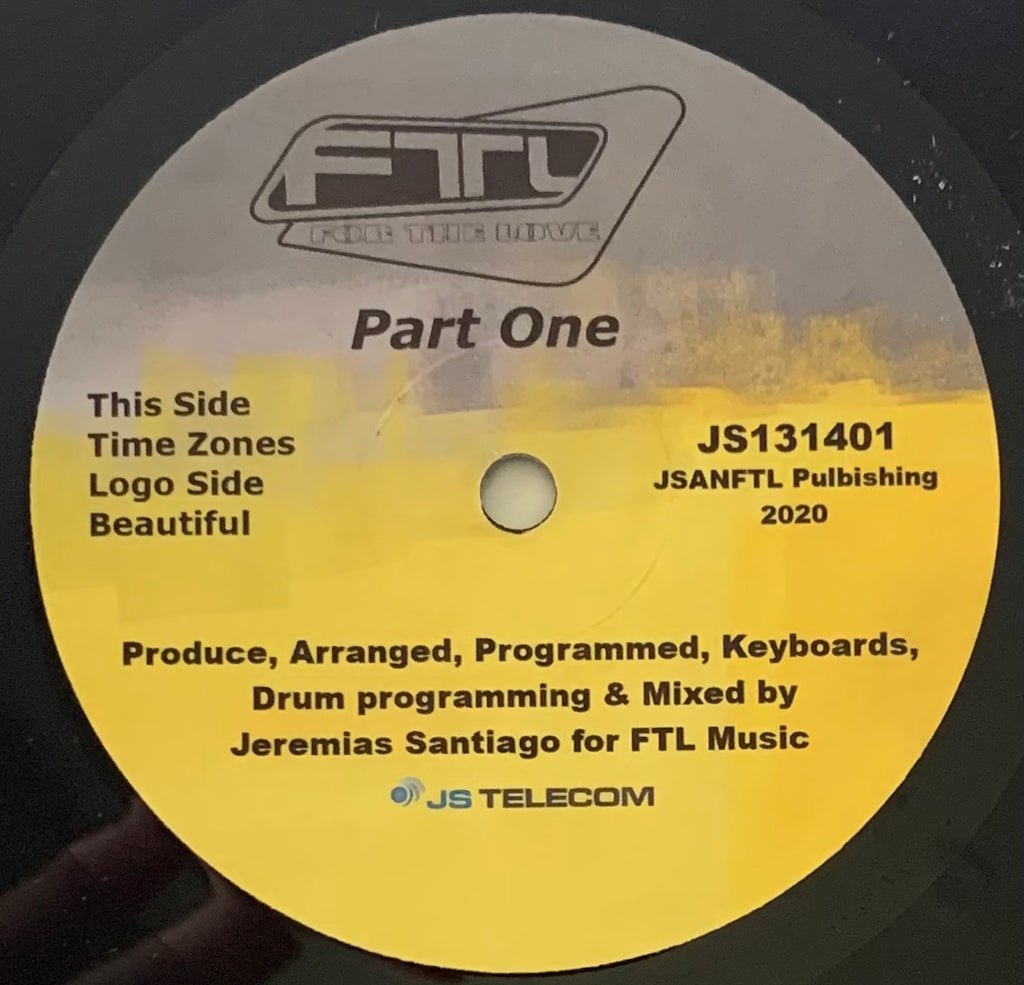 FTL
FOR THE LOVE
Part One
This Side
Time Zones
Logo Side
Beautiful
JS131401
JSANFTL Pulbishing
2020
Produce, Arranged, Programmed, Keyboards,
Drum programming & Mixed by
Jeremias Santiago for FTL Music
JS TELECOM